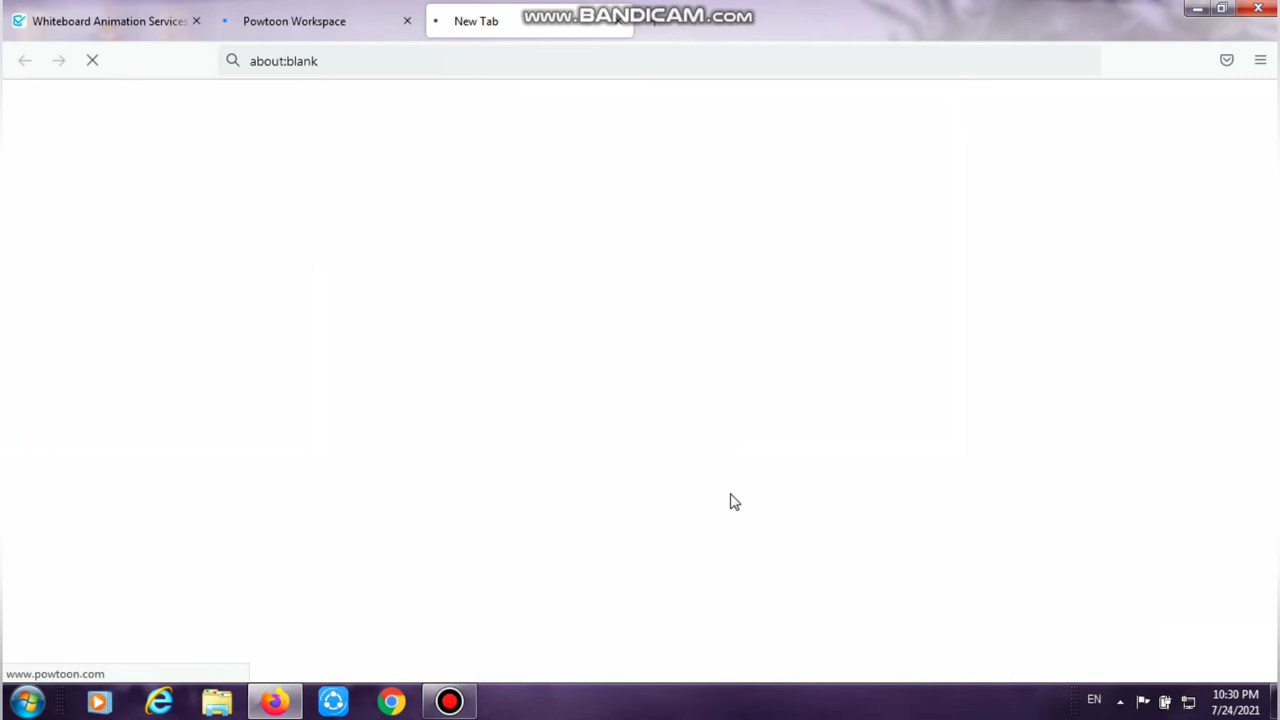 Whiteboard Animation Services
Powtoon Workspace
New Tab
www.BANDICAM.com
about:blank
www.powtoon.com
EN
10:30 PM
7/24/2021